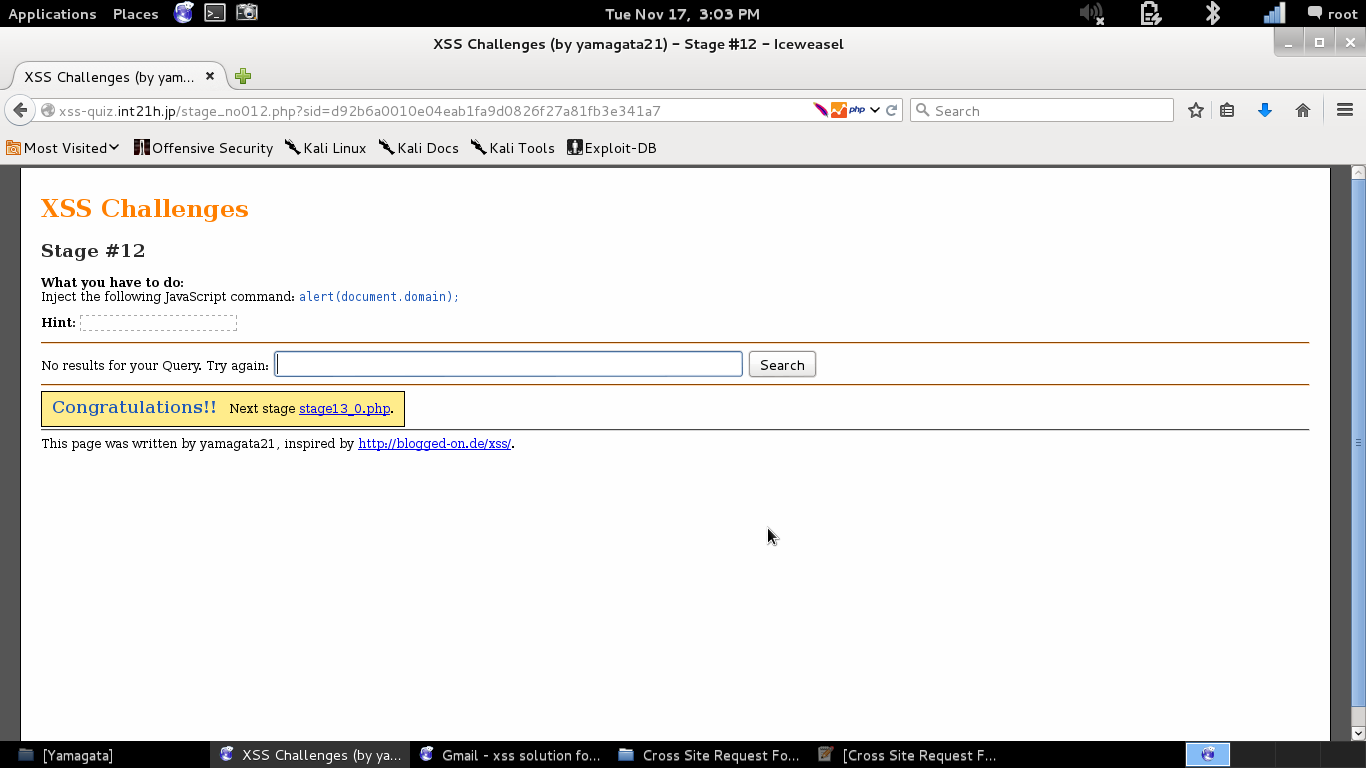 Applications Places Tue Nov 17, 3:03 PM root
XSS Challenges (by yamagata21) - Stage #12 - Iceweasel
XSS Challenges (by yam...
xss-quiz.int21h.jp/stage_no012.php?sid=d92b6a0010e04eab1fa9d0826f27a81fb3e341a7 php Search
Most Visited Offensive Security Kali Linux Kali Docs Kali Tools Exploit-DB
XSS Challenges
Stage #12
What you have to do:
Inject the following JavaScript command: alert(document.domain);
Hint:
No results for your Query. Try again: Search
Congratulations!! Next stage stage13_0.php.
This page was written by yamagata21, inspired by http://blogged-on.de/xss/.
[Yamagata] XSS Challenges (by ya... Gmail - xss solution fo... Cross Site Request Fo... [Cross Site Request F...